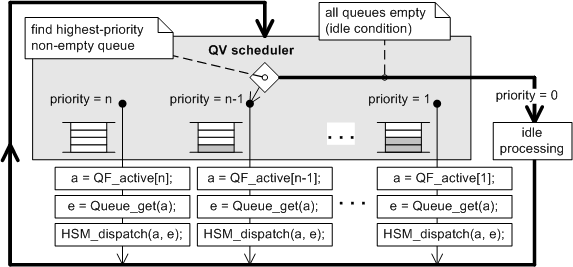 find highest-priority
non-empty queue
all queues empty
(idle condition)
QV scheduler
priority = n
priority = n-1
priority = 1
priority = 0
. . .
idle
processing
a = QF_active[n];
a = QF_active[n-1];
a = QF_active[1];
e = Queue_get(a);
e = Queue_get(a);
. . .
e = Queue_get(a);
HSM_dispatch(a, e);
HSM_dispatch(a, e);
HSM_dispatch(a, e);